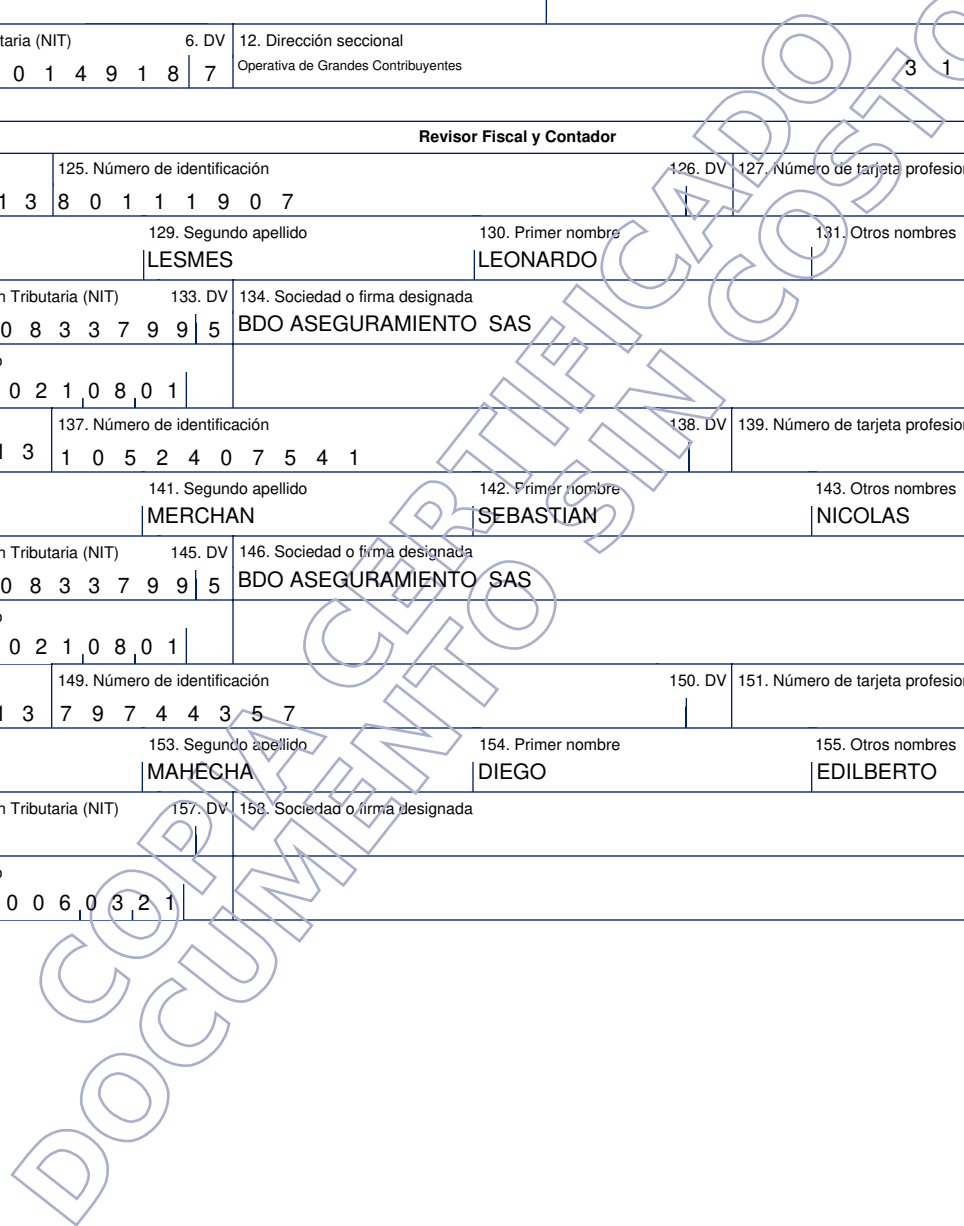 taria (NIT) 6. DV 12. Dirección seccional
0 1 4 9 1 8 7 Operativa de Grandes Contribuyentes 3 1
Revisor Fiscal y Contador
125. Número de identificación 126. DV 127. Número de tarjeta profesion
1 3 8 0 1 1 1 9 0 7
129. Segundo apellido 130. Primer nombre 131. Otros nombres
LESMES LEONARDO
n Tributaria (NIT) 133. DV 134. Sociedad o firma designada
0 8 3 3 7 9 9 5 BDO ASEGURAMIENTO SAS
o
0 2 1 0 8 0 1
137. Número de identificación 138. DV 139. Número de tarjeta profesion
1 3 1 0 5 2 4 0 7 5 4 1
141. Segundo apellido 142. Primer nombre 143. Otros nombres
MERCHAN SEBASTIAN NICOLAS
n Tributaria (NIT) 145. DV 146. Sociedad o firma designada
0 8 3 3 7 9 9 5 BDO ASEGURAMIENTO SAS
o
0 2 1 0 8 0 1
149. Número de identificación 150. DV 151. Número de tarjeta profesion
1 3 7 9 7 4 4 3 5 7
153. Segundo apellido 154. Primer nombre 155. Otros nombres
MAHECHA DIEGO EDILBERTO
n Tributaria (NIT) 157. DV 158. Sociedad o firma designada
o
0 0 6 0 3 2 1
COPIA CERTIFICADO
DOCUMENTO SIN COSTO